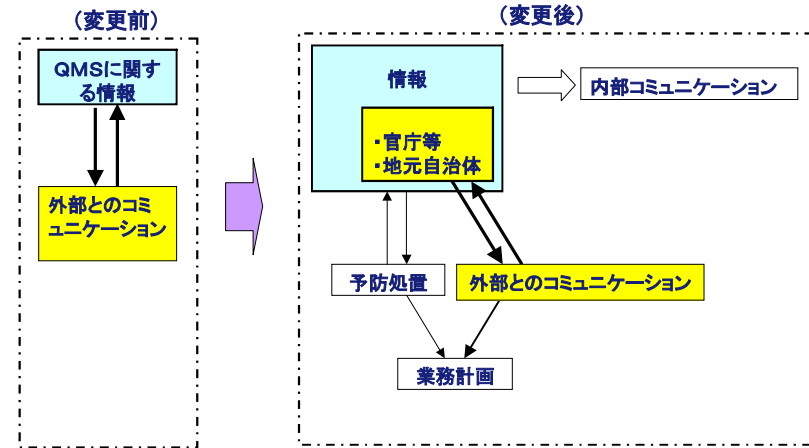 （変更前）
QMSに関す
る情報
外部とのコミ
ュニケーション
（変更後）
情報
・官庁等
・地元自治体
内部コミュニケーション
予防処置
外部とのコミュニケーション
業務計画